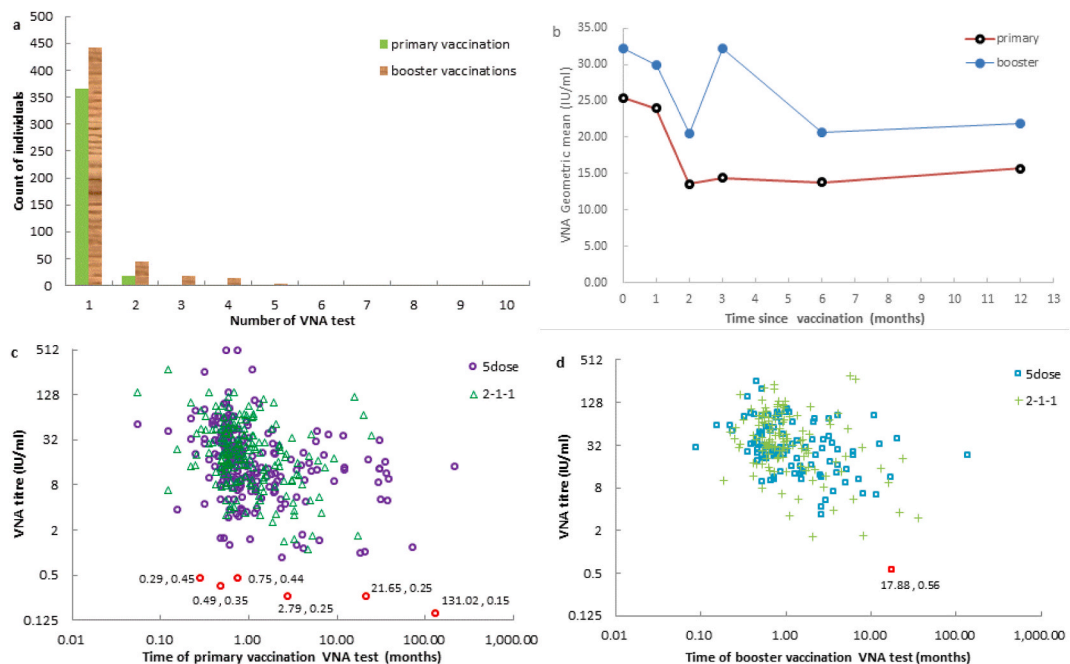 a
500
450
400
350
300
250
200
150
100
50
0
Count of individuals
primary vaccination
booster vaccinations
1 2 3 4 5 6 7 8 9 10
Number of VNA test
b
35.00
30.00
25.00
20.00
15.00
10.00
5.00
0.00
VNA Geometric mean (IU/ml)
primary
booster
0 1 2 3 4 5 6 7 8 9 10 11 12 13
Time since vaccination (months)
c
512
128
32
8
2
0.5
0.125
VNA titre (IU/ml)
5dose
2-1-1
0.29 , 0.45
0.75 , 0.44
0.49 , 0.35
2.79 , 0.25
21.65 , 0.25
131.02 , 0.15
0.01 0.10 1.00 10.00 100.00 1,000.00
Time of primary vaccination VNA test (months)
d
512
128
32
8
2
0.5
0.125
VNA titre (IU/ml)
5dose
2-1-1
17.88 , 0.56
0.01 0.10 1.00 10.00 100.00 1,000.00
Time of booster vaccination VNA test (months)